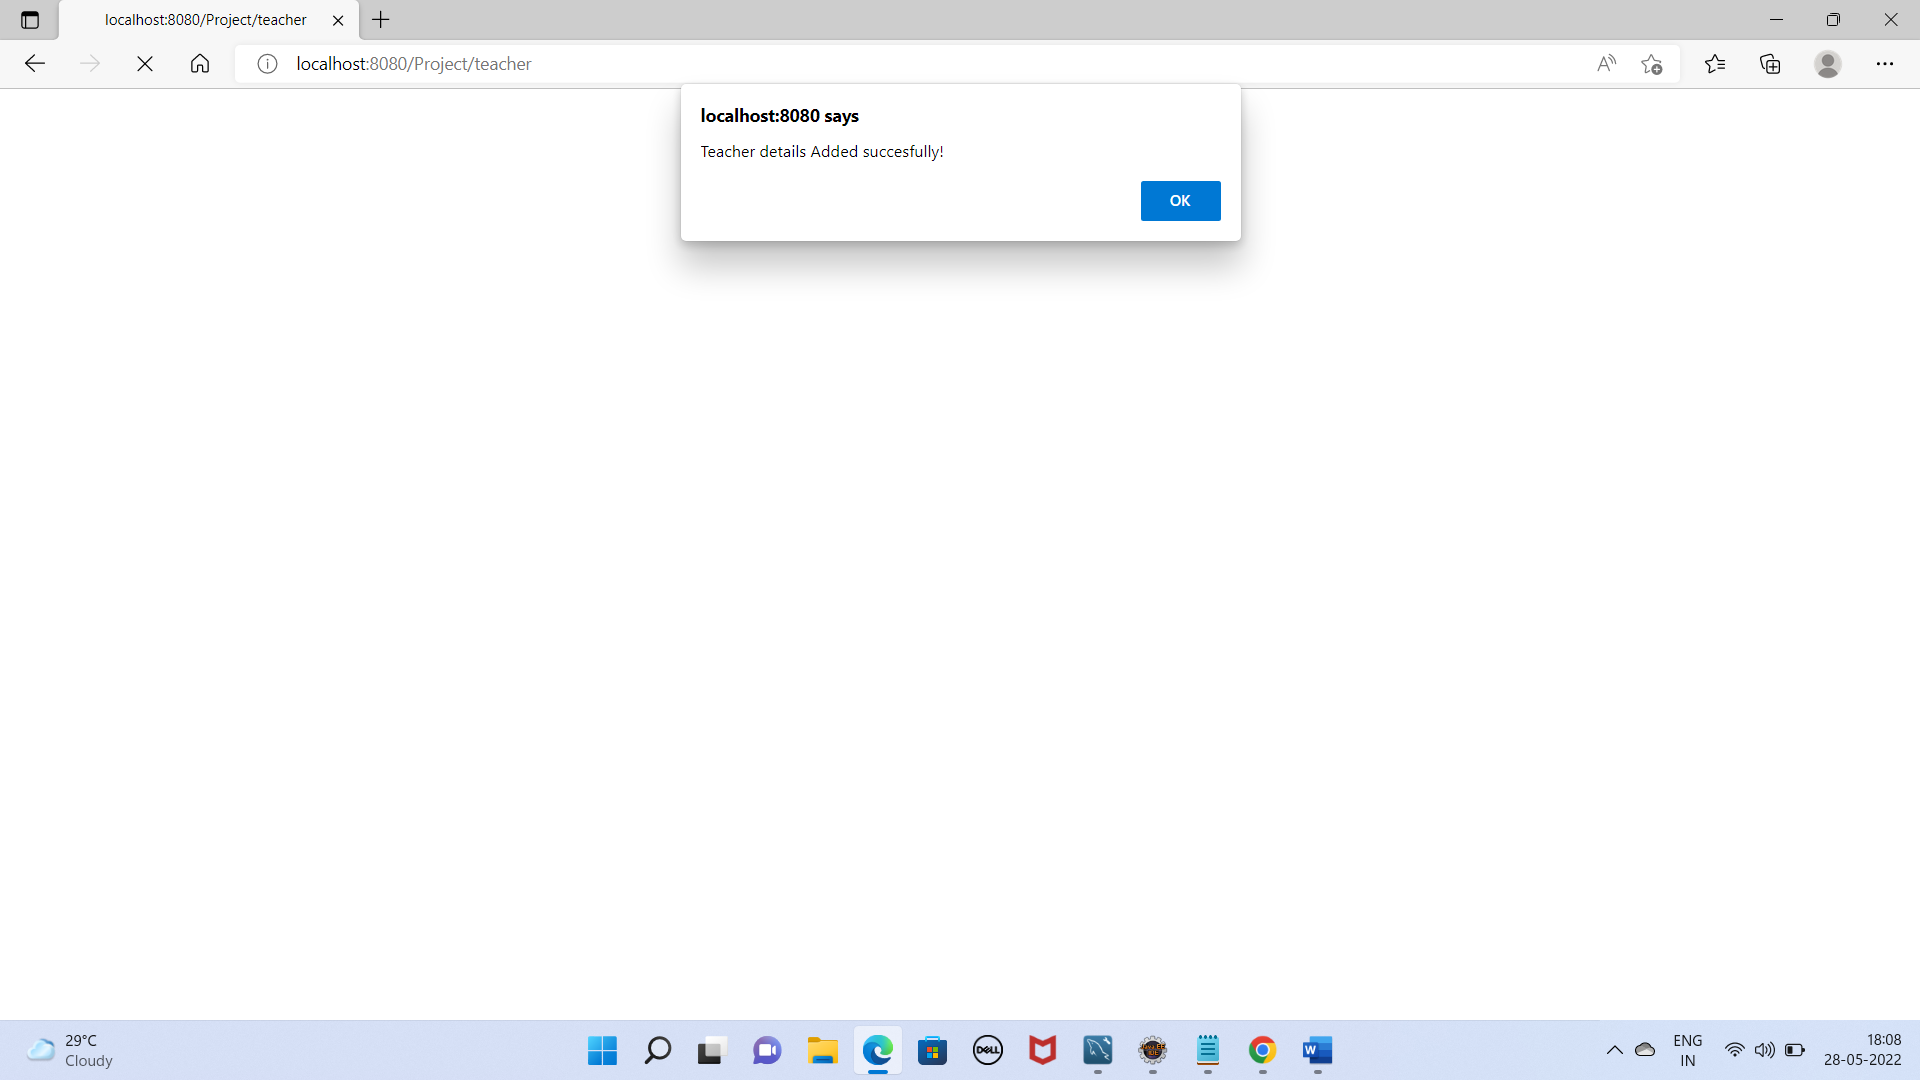 localhost:8080/Project/teacher
localhost:8080/Project/teacher
localhost:8080 says
Teacher details Added succesfully!
OK
29°C
Cloudy
DELL
W
ENG
IN
18:08
28-05-2022